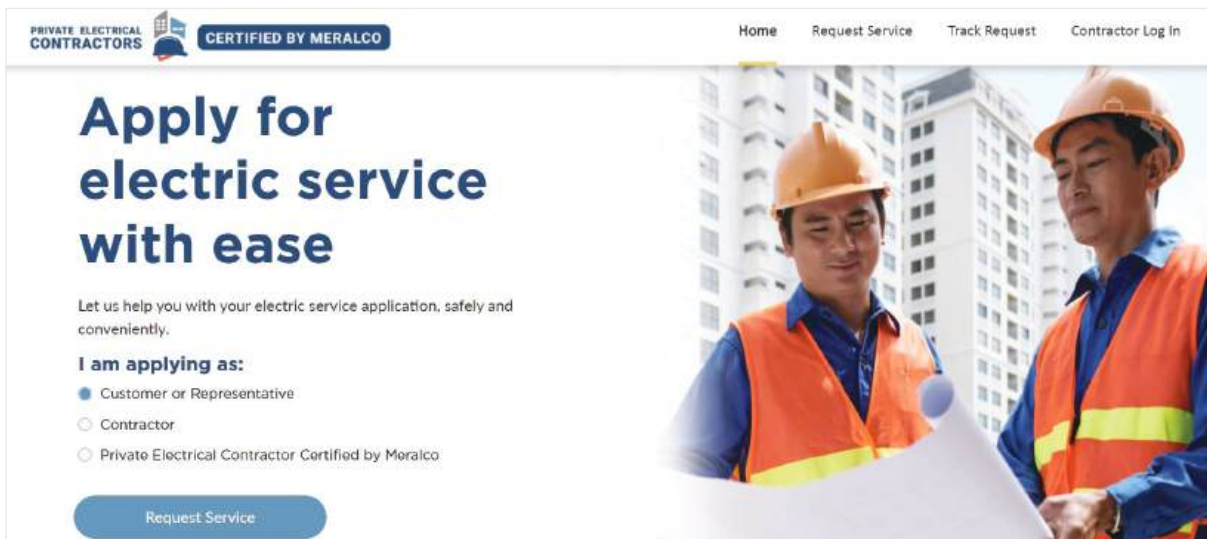 PRIVATE ELECTRICAL
CONTRACTORS
CERTIFIED BY MERALCO
Home
Request Service
Track Request
Contractor Log In
Apply for
electric service
with ease
Let us help you with your electric service application, safely and
conveniently.
I am applying as:
Customer or Representative
Contractor
Private Electrical Contractor Certified by Meralco
Request Service